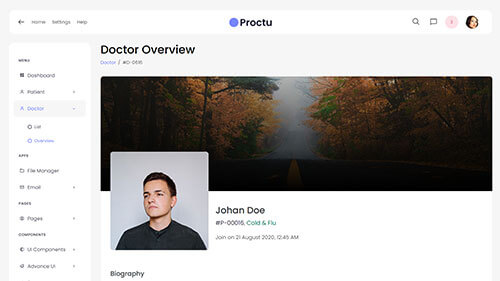 Home Settings Help
Proctu
MENU
Dashboard
Patient
Doctor
List
Overview
APPS
File Manager
Email
PAGES
Pages
COMPONENTS
UI Components
Advance UI
Doctor Overview
Doctor / #D-0516
Johan Doe
#P-00016, Cold & Flu
Join on 21 August 2020, 12:45 AM
Biography